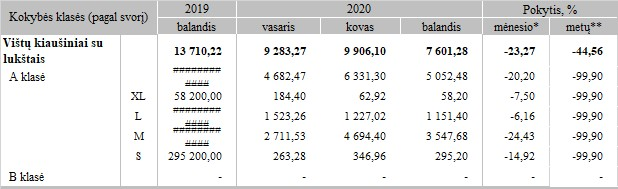 Kokybės klasės (pagal svorį) 2019 2020 Pokytis, %
balandis vasaris kovas balandis mėnesio* metų**
Vištų kiaušiniai su lukštais 13 710,22 9 283,27 9 906,10 7 601,28 -23,27 -44,56
A klasė ######## #### 4 682,47 6 331,30 5 052,48 -20,20 -99,90
XL 58 200,00 184,40 62,92 58,20 -7,50 -99,90
L ######## #### 1 523,26 1 227,02 1 151,40 -6,16 -99,90
M ######## #### 2 711,53 4 694,40 3 547,68 -24,43 -99,90
S 295 200,00 263,28 346,96 295,20 -14,92 -99,90
B klasė - - - - - -